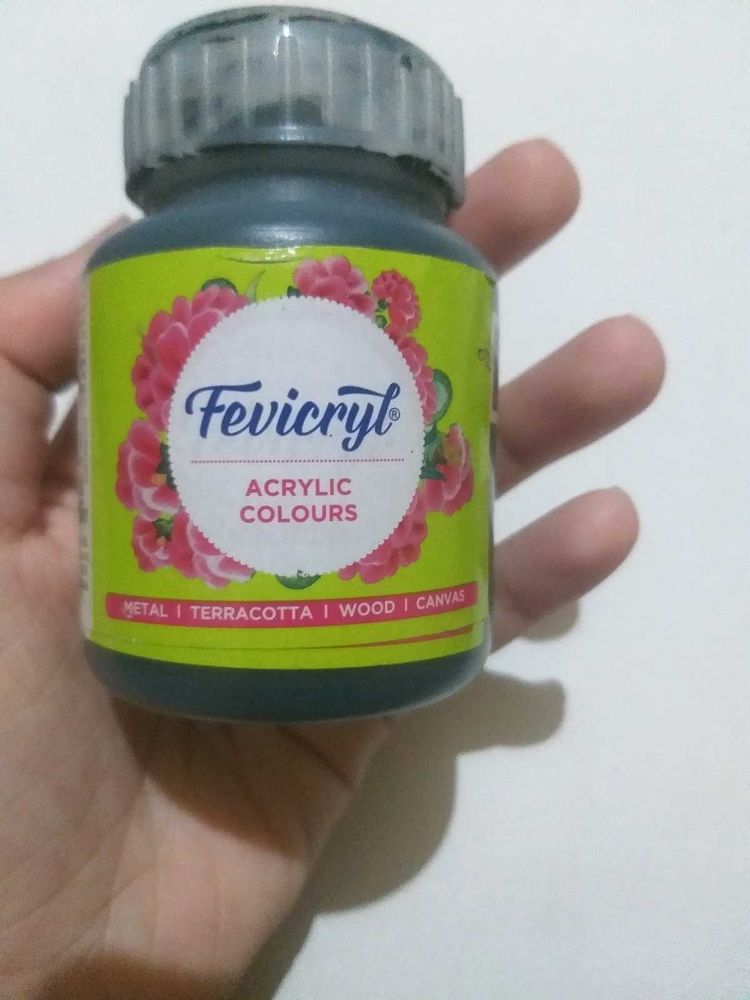 Fevicryl®
ACRYLIC
COLOURS
METAL | TERRACOTTA | WOOD | CANVAS